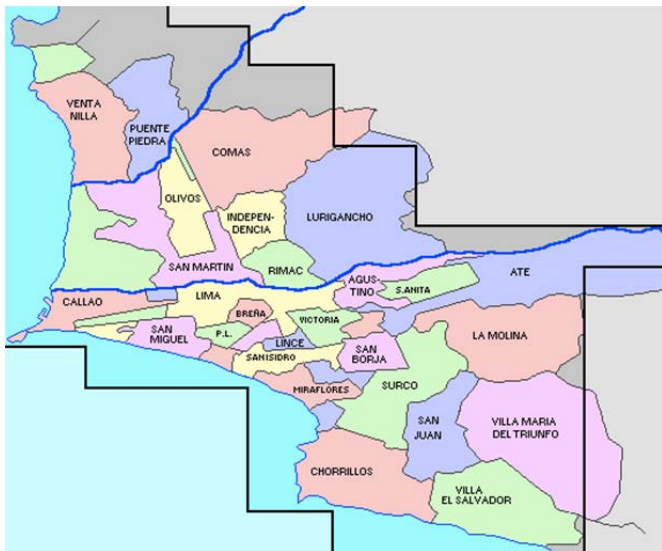 VENTA
NILLA
PUENTE
PIEDRA
COMAS
OLIVOS
INDEPEN-
DENCIA
LURIGANCHO
SAN MARTIN
RIMAC
AGUS
TINO
S.ANITA
ATE
CALLAO
LIMA
BREÑA
VICTORIA
SAN
MIGUEL
P.L.
LINCE
LA MOLINA
SANISIDRO
SAN
BORJA
MIRAFLORES
SURCO
SAN
JUAN
VILLA MARIA
DEL TRIUNFO
CHORRILLOS
VILLA
EL SALVADOR